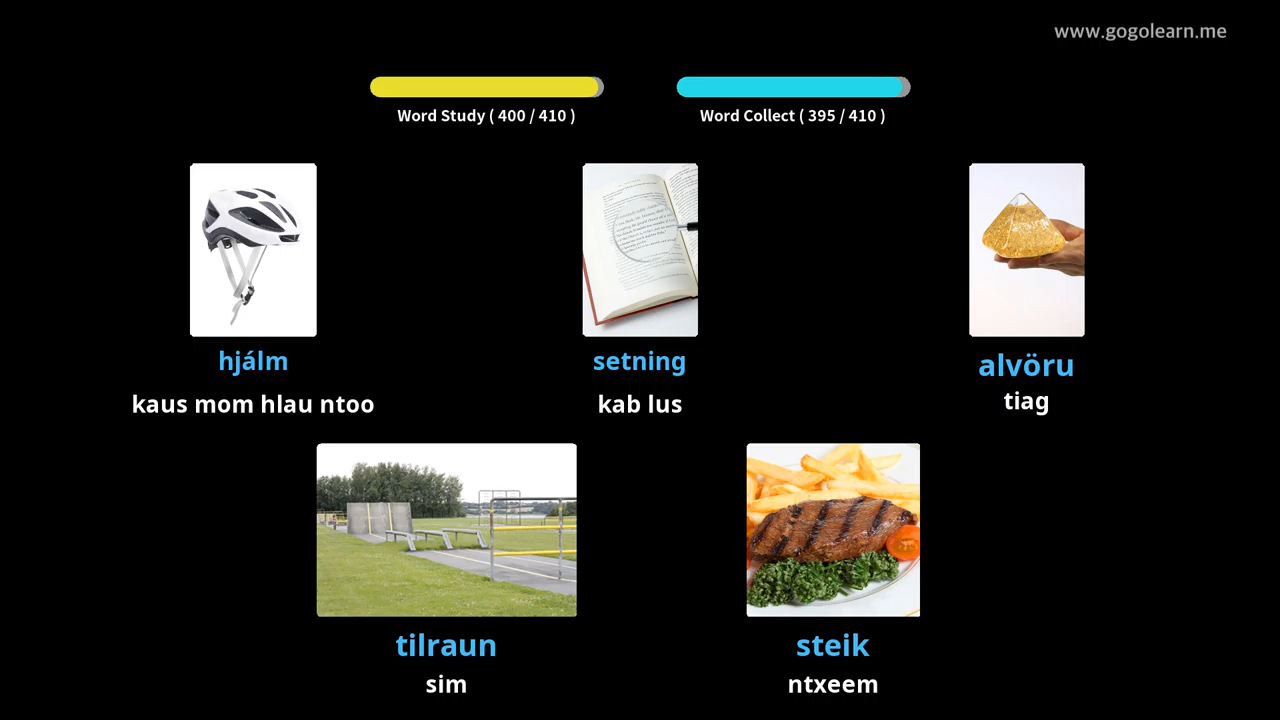 www.gogolearn.me
Word Study ( 400 / 410 )
Word Collect ( 395 / 410 )
hjálm
setning
alvöru
kaus mom hlau ntoo
kab lus
tiag
tilraun
steik
sim
ntxeem